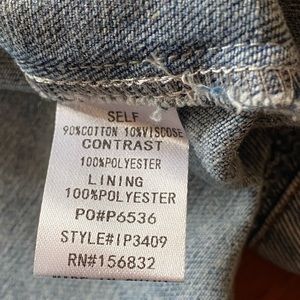 SELF
90%COTTON 10%VISCOSE
CONTRAST
100%POLYESTER
LINING
100%POLYESTER
PO#P6536
STYLE#IP3409
RN#156832